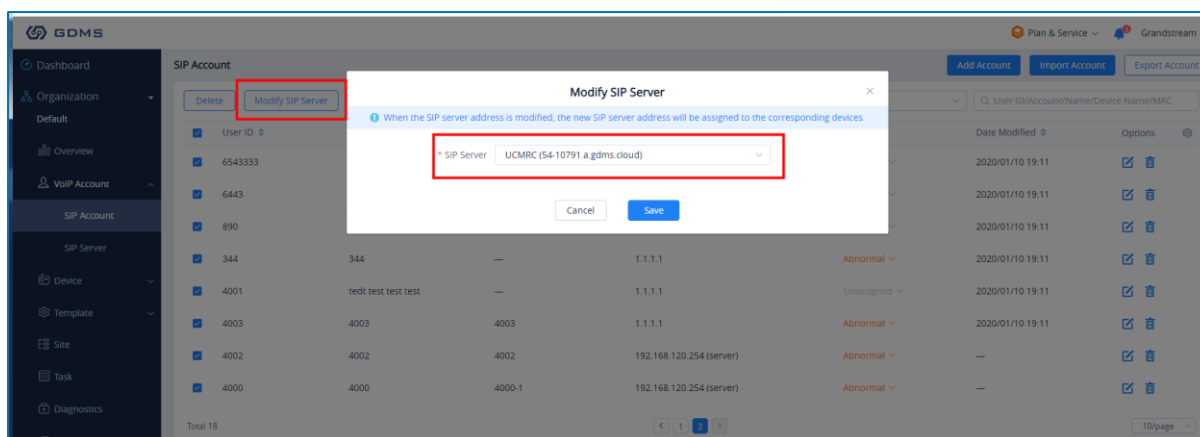 GDMS
Plan & Service
Grandstream
Dashboard
SIP Account
Add Account
Import Account
Export Account
Organization
Default
Delete
Modify SIP Server
User ID/Account/Name/Device Name/MAC
Modify SIP Server
When the SIP server address is modified, the new SIP server address will be assigned to the corresponding devices.
* SIP Server UCMRC (54-10791.a.gdms.cloud)
Cancel Save
User ID Date Modified Options
Overview
6543333 2020/01/10 19:11
VoIP Account
6443 2020/01/10 19:11
SIP Account
890 2020/01/10 19:11
SIP Server
344 344 — 1.1.1.1 Abnormal 2020/01/10 19:11
Device
4001 tedt test test test — 1.1.1.1 Unassigned 2020/01/10 19:11
Template
4003 4003 4003 1.1.1.1 Abnormal 2020/01/10 19:11
Site
4002 4002 4002 192.168.120.254 (server) Abnormal —
Task
4000 4000 4000-1 192.168.120.254 (server) Abnormal —
Diagnostics
Total 18 < 1 2 > 10/page